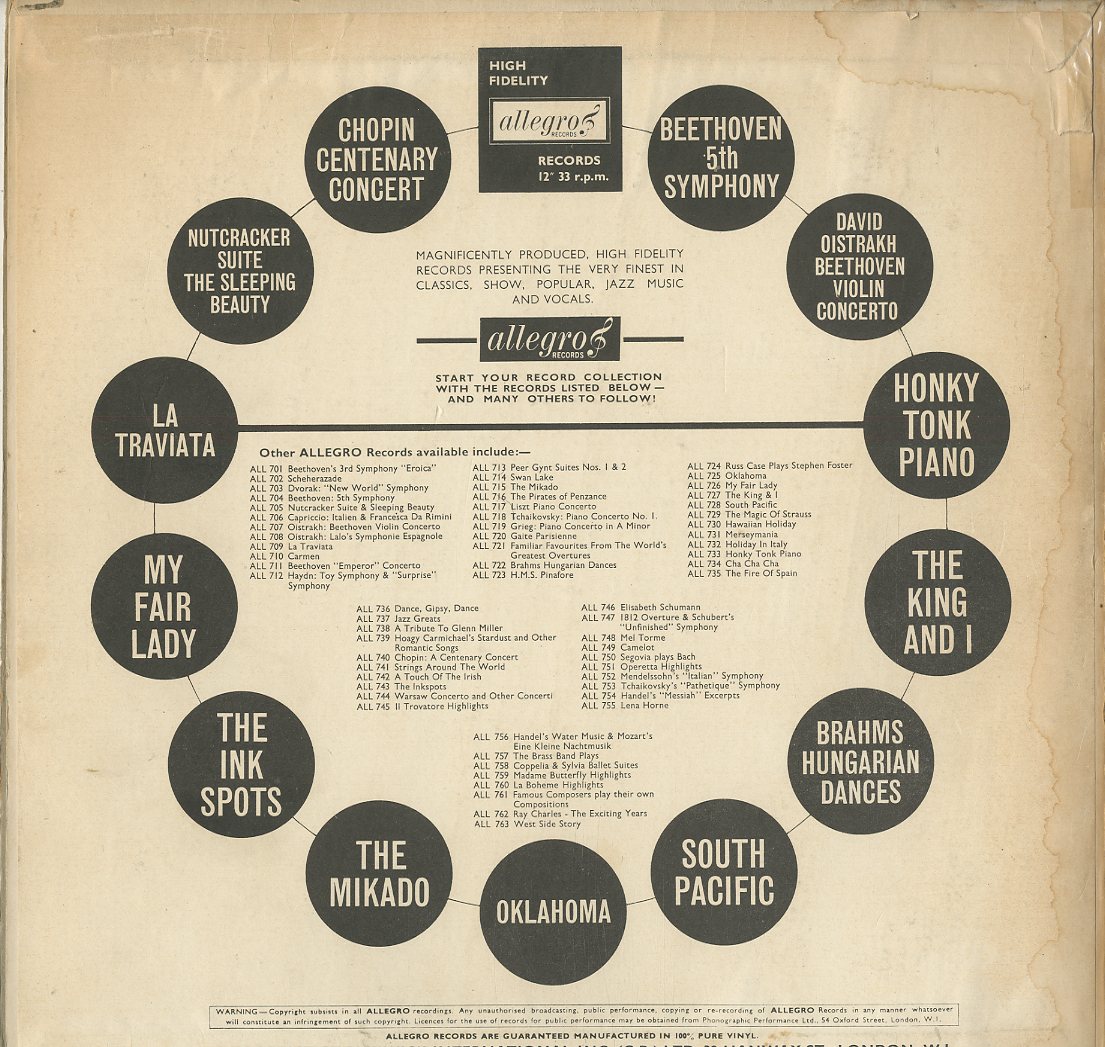 HIGH
FIDELITY
allegro
RECORDS
RECORDS
12" 33 r.p.m.
CHOPIN
CENTENARY
CONCERT
BEETHOVEN
5th
SYMPHONY
NUTCRACKER
SUITE
THE SLEEPING
BEAUTY
DAVID
OISTRAKH
BEETHOVEN
VIOLIN
CONCERTO
MAGNIFICENTLY PRODUCED, HIGH FIDELITY
RECORDS PRESENTING THE VERY FINEST IN
CLASSICS, SHOW, POPULAR, JAZZ MUSIC
AND VOCALS.
allegro
RECORDS
START YOUR RECORD COLLECTION
WITH THE RECORDS LISTED BELOW—
AND MANY OTHERS TO FOLLOW!
LA
TRAVIATA
HONKY
TONK
PIANO
Other ALLEGRO Records available include:—
ALL 701 Beethoven's 3rd Symphony "Eroica"
ALL 702 Scheherazade
ALL 703 Dvorak: "New World" Symphony
ALL 704 Beethoven: 5th Symphony
ALL 705 Nutcracker Suite & Sleeping Beauty
ALL 706 Capriccio: Italien & Francesca Da Rimini
ALL 707 Oistrakh: Beethoven Violin Concerto
ALL 708 Oistrakh: Lalo's Symphonie Espagnole
ALL 709 La Traviata
ALL 710 Carmen
ALL 711 Beethoven "Emperor" Concerto
ALL 712 Haydn: Toy Symphony & "Surprise"
Symphony
ALL 713 Peer Gynt Suites Nos. 1 & 2
ALL 714 Swan Lake
ALL 715 The Mikado
ALL 716 The Pirates of Penzance
ALL 717 Liszt Piano Concerto
ALL 718 Tchaikovsky: Piano Concerto No. 1.
ALL 719 Grieg: Piano Concerto in A Minor
ALL 720 Gaite Parisienne
ALL 721 Familiar Favourites From The World's
Greatest Overtures
ALL 722 Brahms Hungarian Dances
ALL 723 H.M.S. Pinafore
ALL 724 Russ Case Plays Stephen Foster
ALL 725 Oklahoma
ALL 726 My Fair Lady
ALL 727 The King & I
ALL 728 South Pacific
ALL 729 The Magic Of Strauss
ALL 730 Hawaiian Holiday
ALL 731 Merseymania
ALL 732 Holiday In Italy
ALL 733 Honky Tonk Piano
ALL 734 Cha Cha Cha
ALL 735 The Fire Of Spain
MY
FAIR
LADY
THE
KING
AND I
ALL 736 Dance, Gipsy, Dance
ALL 737 Jazz Greats
ALL 738 A Tribute To Glenn Miller
ALL 739 Hoagy Carmichael's Stardust and Other
Romantic Songs
ALL 740 Chopin: A Centenary Concert
ALL 741 Strings Around The World
ALL 742 A Touch Of The Irish
ALL 743 The Inkspots
ALL 744 Warsaw Concerto and Other Concerti
ALL 745 Il Trovatore Highlights
ALL 746 Elisabeth Schumann
ALL 747 1812 Overture & Schubert's
"Unfinished" Symphony
ALL 748 Mel Torme
ALL 749 Camelot
ALL 750 Segovia plays Bach
ALL 751 Operetta Highlights
ALL 752 Mendelssohn's "Italian" Symphony
ALL 753 Tchaikovsky's "Pathetique" Symphony
ALL 754 Handel's "Messiah" Excerpts
ALL 755 Lena Horne
THE
INK
SPOTS
BRAHMS
HUNGARIAN
DANCES
ALL 756 Handel's Water Music & Mozart's
Eine Kleine Nachtmusik
ALL 757 The Brass Band Plays
ALL 758 Coppelia & Sylvia Ballet Suites
ALL 759 Madame Butterfly Highlights
ALL 760 La Boheme Highlights
ALL 761 Famous Composers play their own
Compositions
ALL 762 Ray Charles - The Exciting Years
ALL 763 West Side Story
THE
MIKADO
OKLAHOMA
SOUTH
PACIFIC
WARNING—Copyright subsists in all ALLEGRO recordings. Any unauthorised broadcasting, public performance, copying or re-recording of ALLEGRO Records in any manner whatsoever
will constitute an infringement of such copyright. Licences for the use of records for public performance may be obtained from Phonographic Performance Ltd., 54 Oxford Street, London, W.1.
ALLEGRO RECORDS ARE GUARANTEED MANUFACTURED IN 100% PURE VINYL.